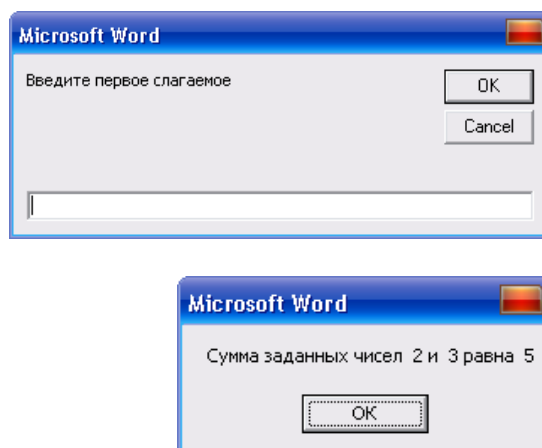 Microsoft Word
Введите первое слагаемое
OK
Cancel
Microsoft Word
Сумма заданных чисел 2 и 3 равна 5
OK